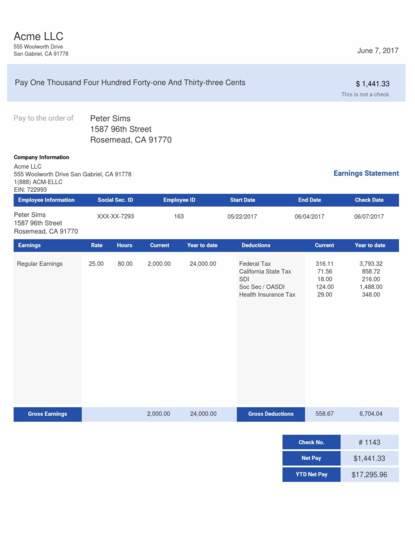 Acme LLC
555 Woolworth Drive
San Gabriel, CA 91778
June 7, 2017
Pay One Thousand Four Hundred Forty-one And Thirty-three Cents
$ 1,441.33
This is not a check
Pay to the order of
Peter Sims
1587 96th Street
Rosemead, CA 91770
Company Information
Acme LLC
555 Woolworth Drive San Gabriel, CA 91778
1(888) ACM-ELLC
EIN: 722993
Earnings Statement
Employee Information Social Sec. ID Employee ID Start Date End Date Check Date
Peter Sims XXX-XX-7293 163 05/22/2017 06/04/2017 06/07/2017
1587 96th Street
Rosemead, CA 91770
Earnings Rate Hours Current Year to date Deductions Current Year to date
Regular Earnings 25.00 80.00 2,000.00 24,000.00 Federal Tax 316.11 3,793.32
California State Tax 71.56 858.72
SDI 18.00 216.00
Soc Sec / OASDI 124.00 1,488.00
Health Insurance Tax 29.00 348.00
Gross Earnings 2,000.00 24,000.00 Gross Deductions 558.67 6,704.04
Check No. # 1143
Net Pay $1,441.33
YTD Net Pay $17,295.96